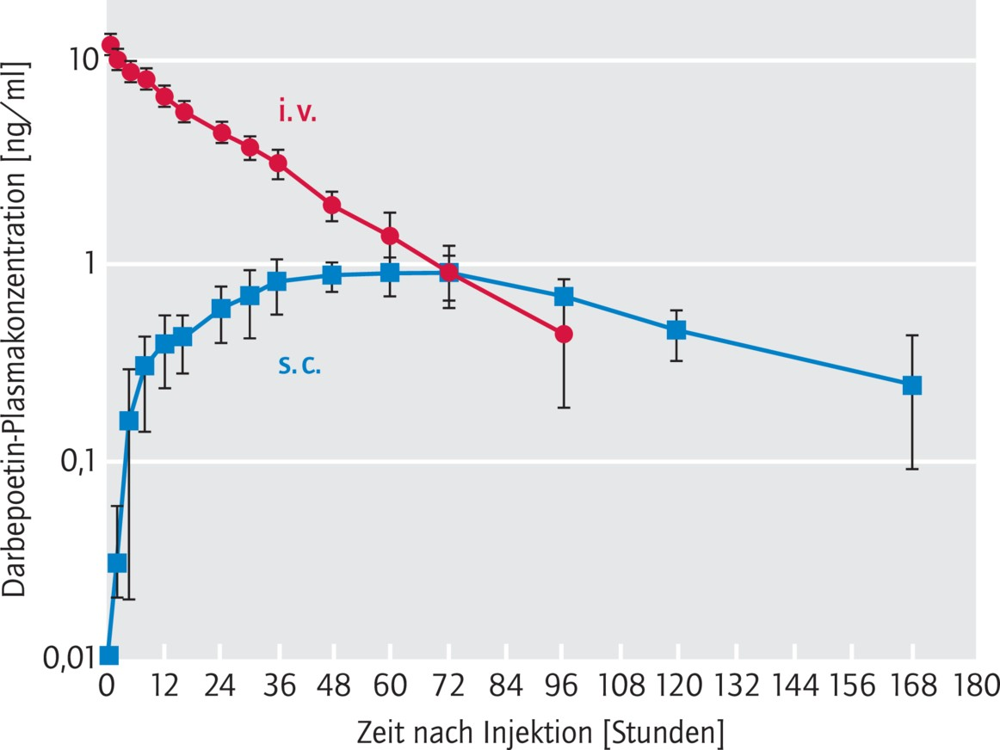 Darbepoetin-Plasmakonzentration [ng/ml]
10
1
0,1
0,01
i. v.
s. c.
0 12 24 36 48 60 72 84 96 108 120 132 144 156 168 180
Zeit nach Injektion [Stunden]